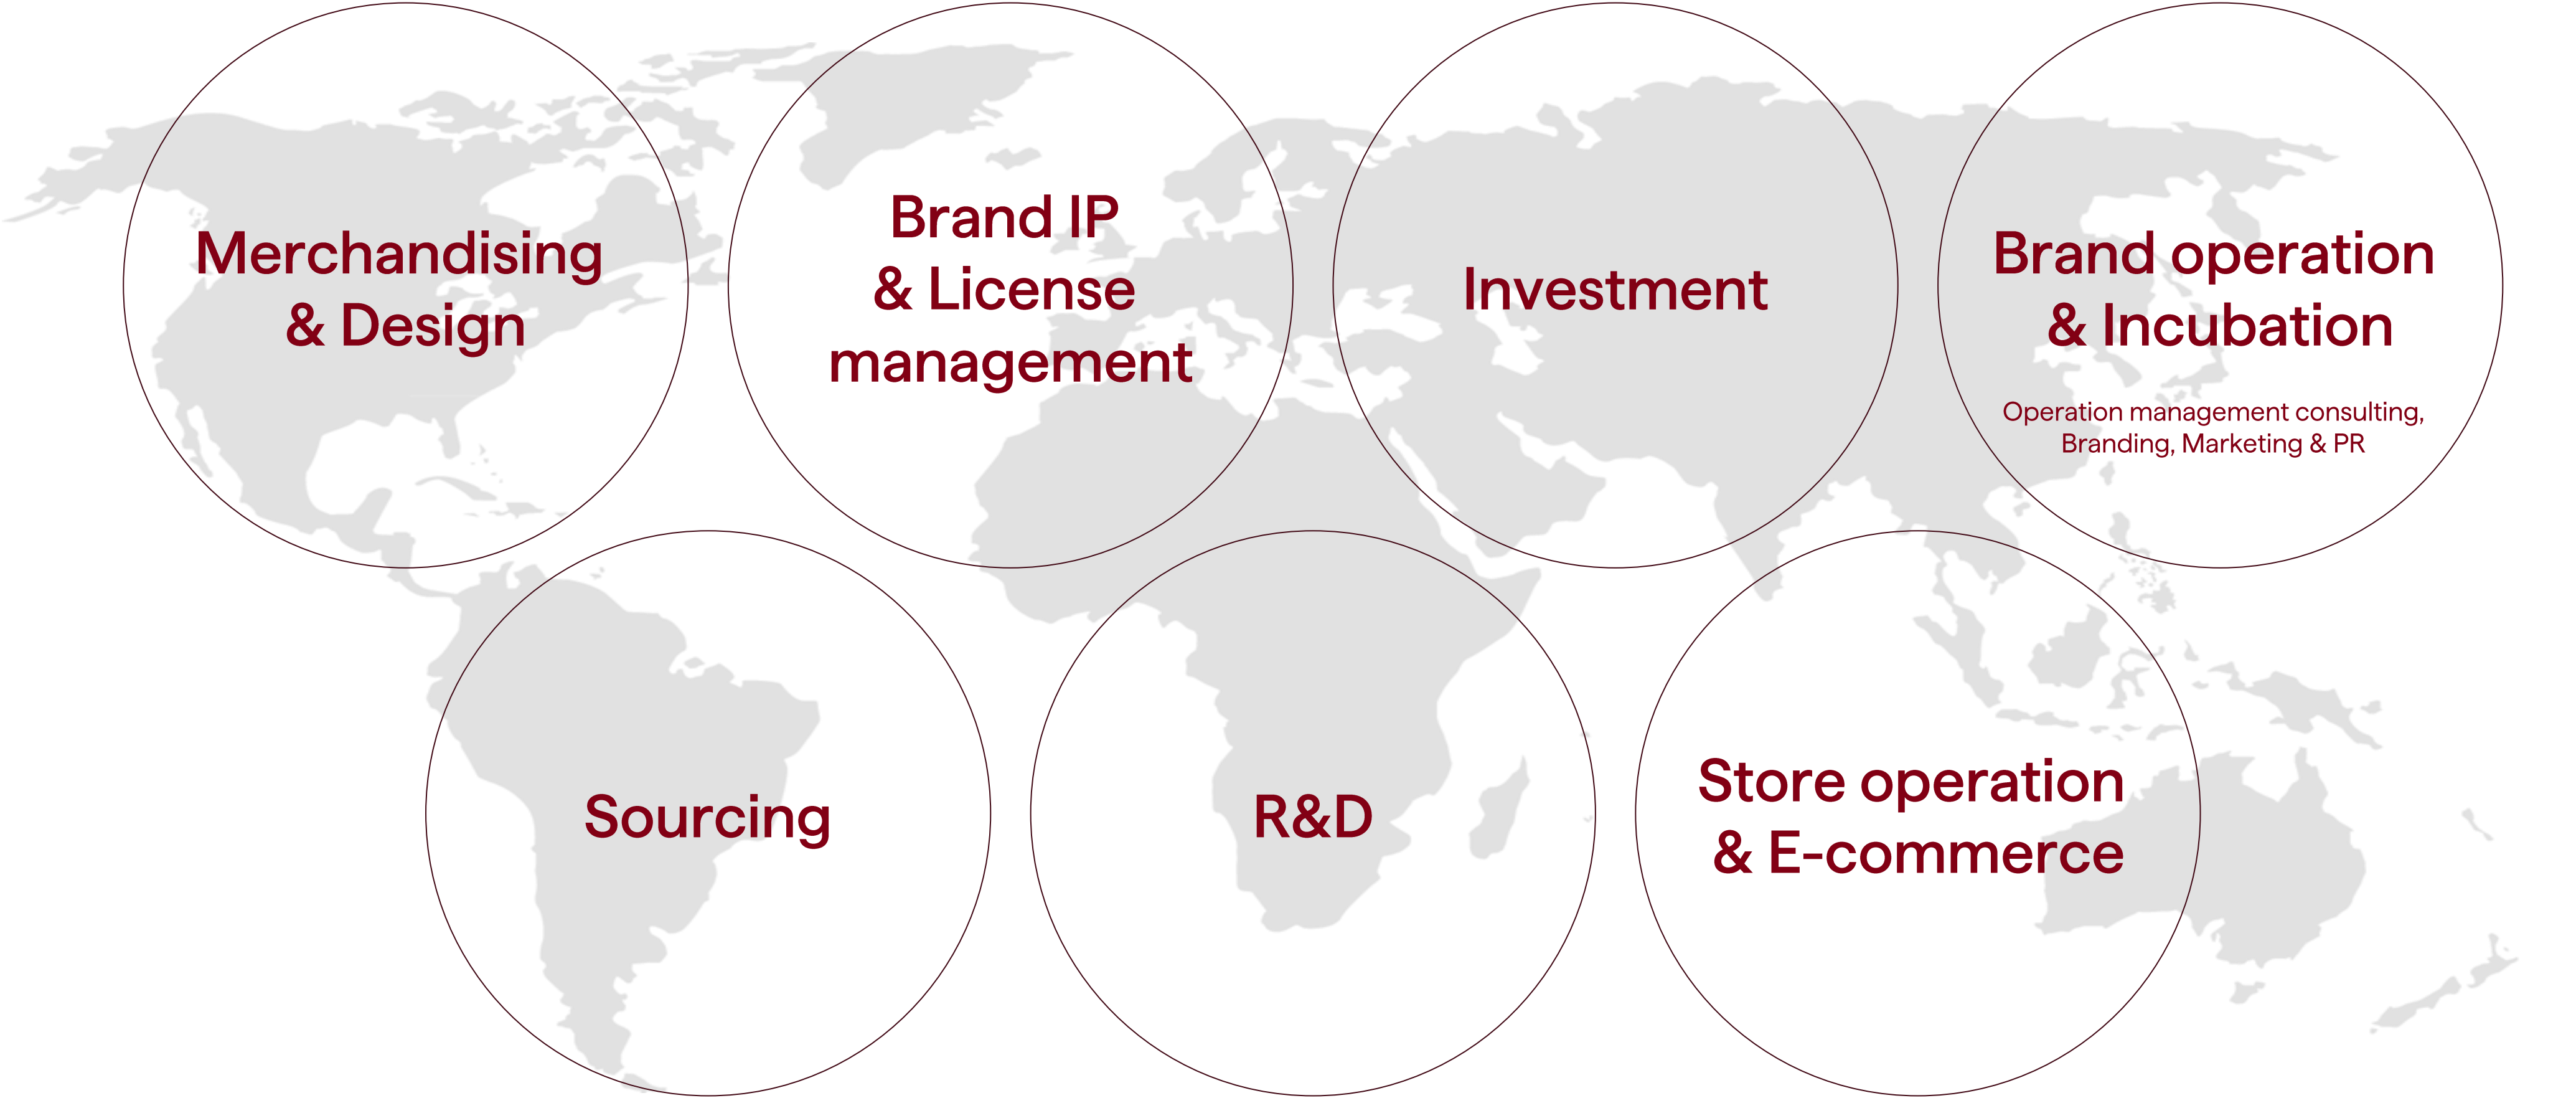 Merchandising
& Design
Brand IP
& License
management
Investment
Brand operation
& Incubation
Operation management consulting,
Branding, Marketing & PR
Sourcing
R&D
Store operation
& E-commerce